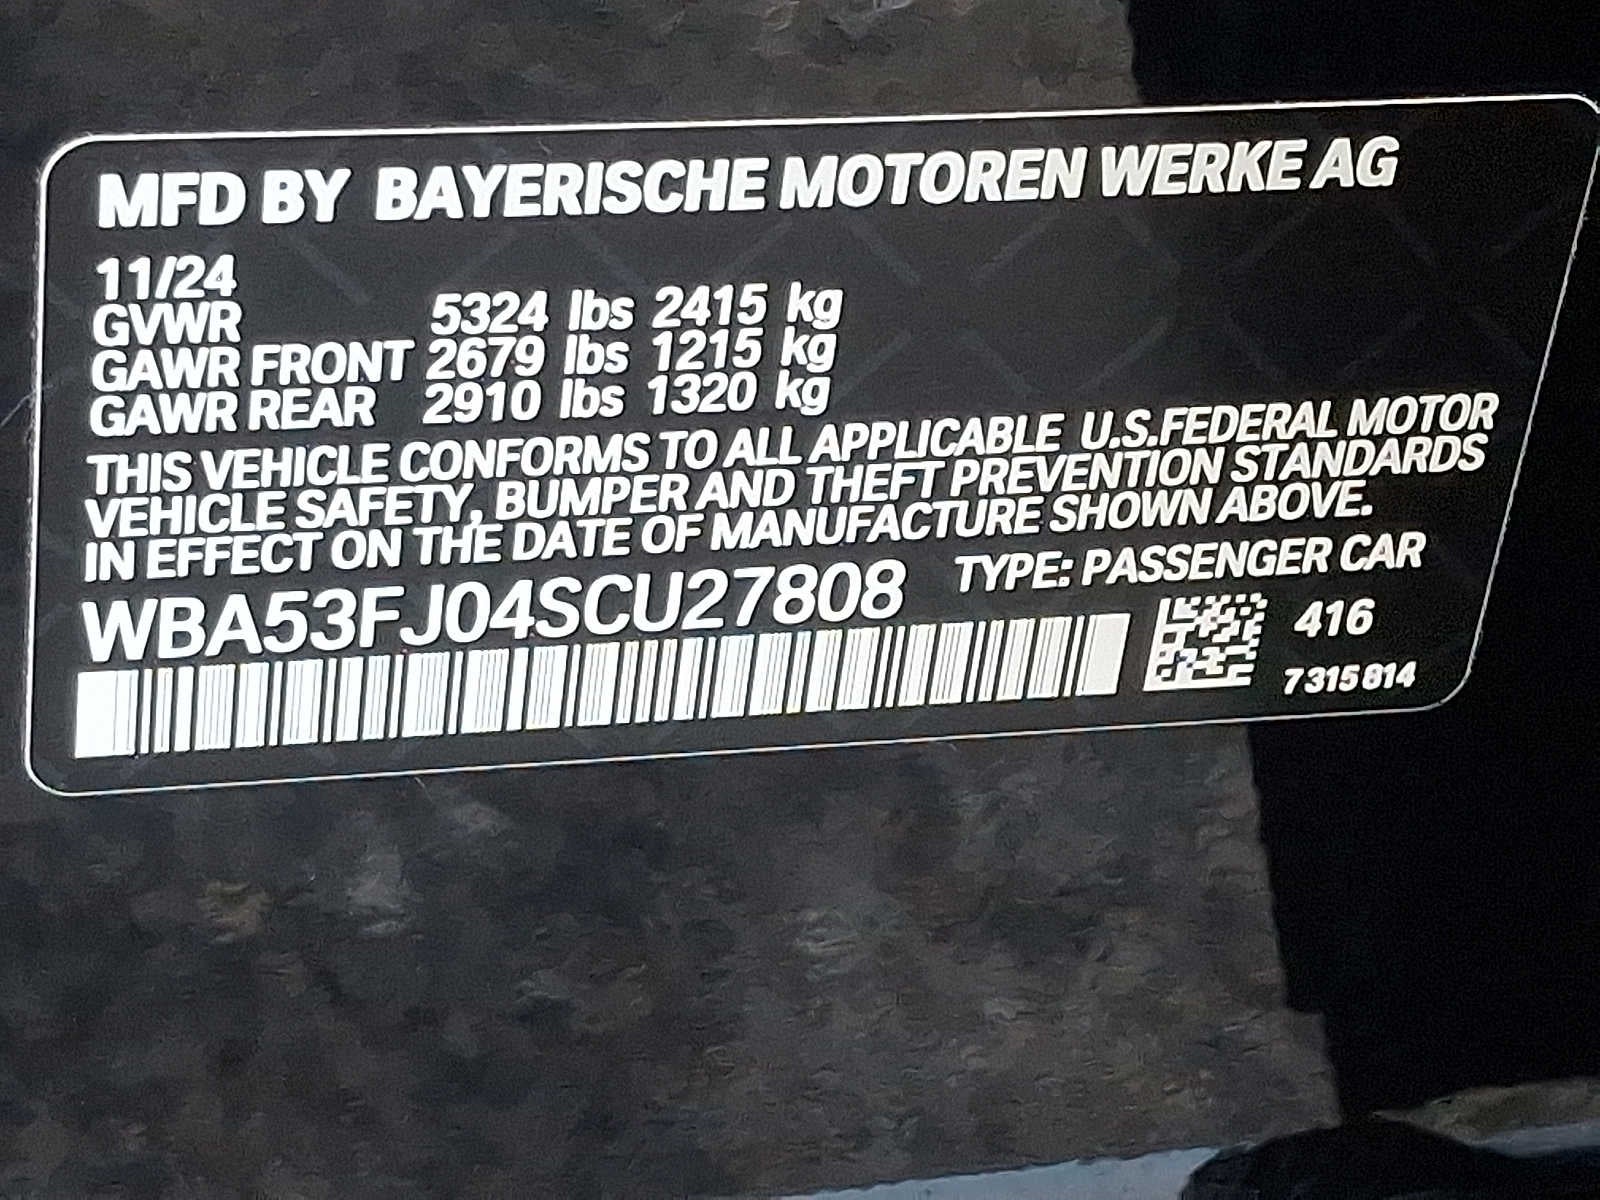 MFD BY BAYERISCHE MOTOREN WERKE AG
11/24
GVWR 5324 lbs 2415 kg
GAWR FRONT 2679 lbs 1215 kg
GAWR REAR 2910 lbs 1320 kg
THIS VEHICLE CONFORMS TO ALL APPLICABLE U.S.FEDERAL MOTOR
VEHICLE SAFETY, BUMPER AND THEFT PREVENTION STANDARDS
IN EFFECT ON THE DATE OF MANUFACTURE SHOWN ABOVE.
WBA53FJ04SCU27808 TYPE: PASSENGER CAR
416
7315814